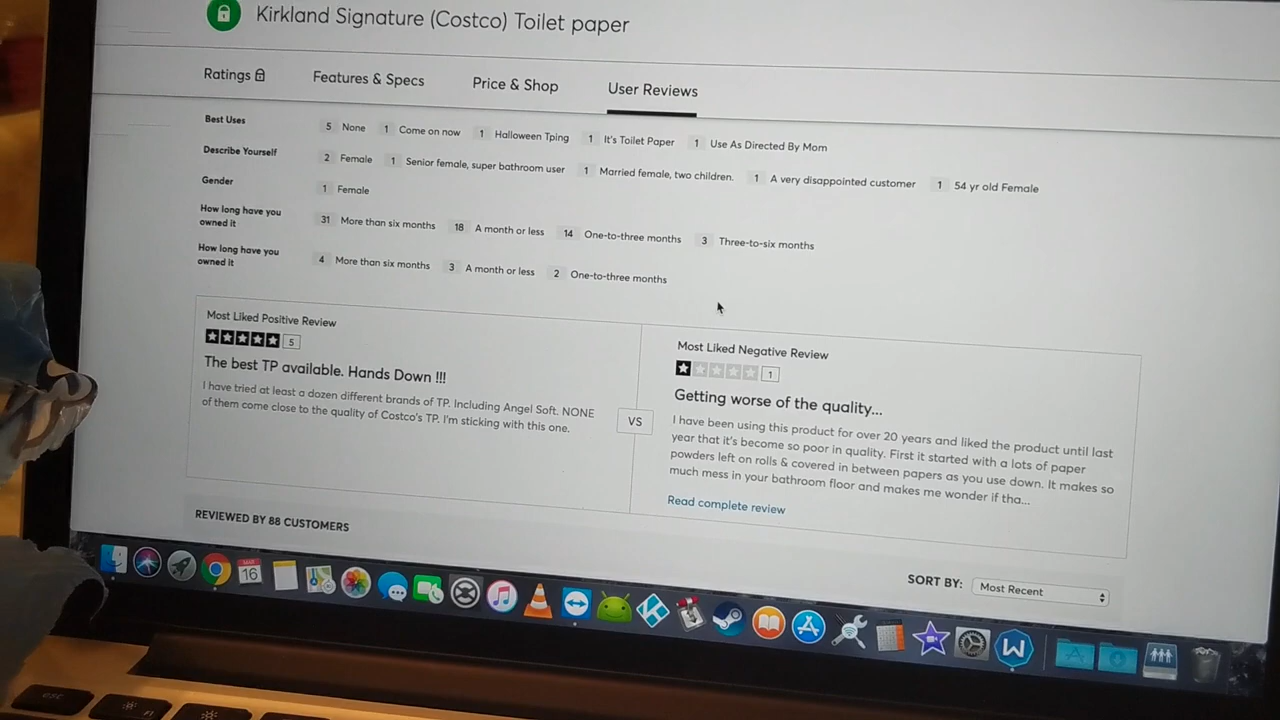 Kirkland Signature (Costco) Toilet paper
Ratings Features & Specs Price & Shop User Reviews
Best Uses 5 None 1 Come on now 1 Halloween Tping 1 It's Toilet Paper 1 Use As Directed By Mom
Describe Yourself 2 Female 1 Senior female, super bathroom user 1 Married female, two children. 1 A very disappointed customer 1 54 yr old Female
Gender 1 Female
How long have you owned it 31 More than six months 18 A month or less 14 One-to-three months 3 Three-to-six months
How long have you owned it 4 More than six months 3 A month or less 2 One-to-three months
Most Liked Positive Review
5
The best TP available. Hands Down !!!
I have tried at least a dozen different brands of TP. Including Angel Soft. NONE
of them come close to the quality of Costco's TP. I'm sticking with this one.
VS
Most Liked Negative Review
1
Getting worse of the quality...
I have been using this product for over 20 years and liked the product until last
year that it's become so poor in quality. First it started with a lots of paper
powders left on rolls & covered in between papers as you use down. It makes so
much mess in your bathroom floor and makes me wonder if tha...
Read complete review
REVIEWED BY 88 CUSTOMERS
SORT BY: Most Recent
MAR
16
esc
F1